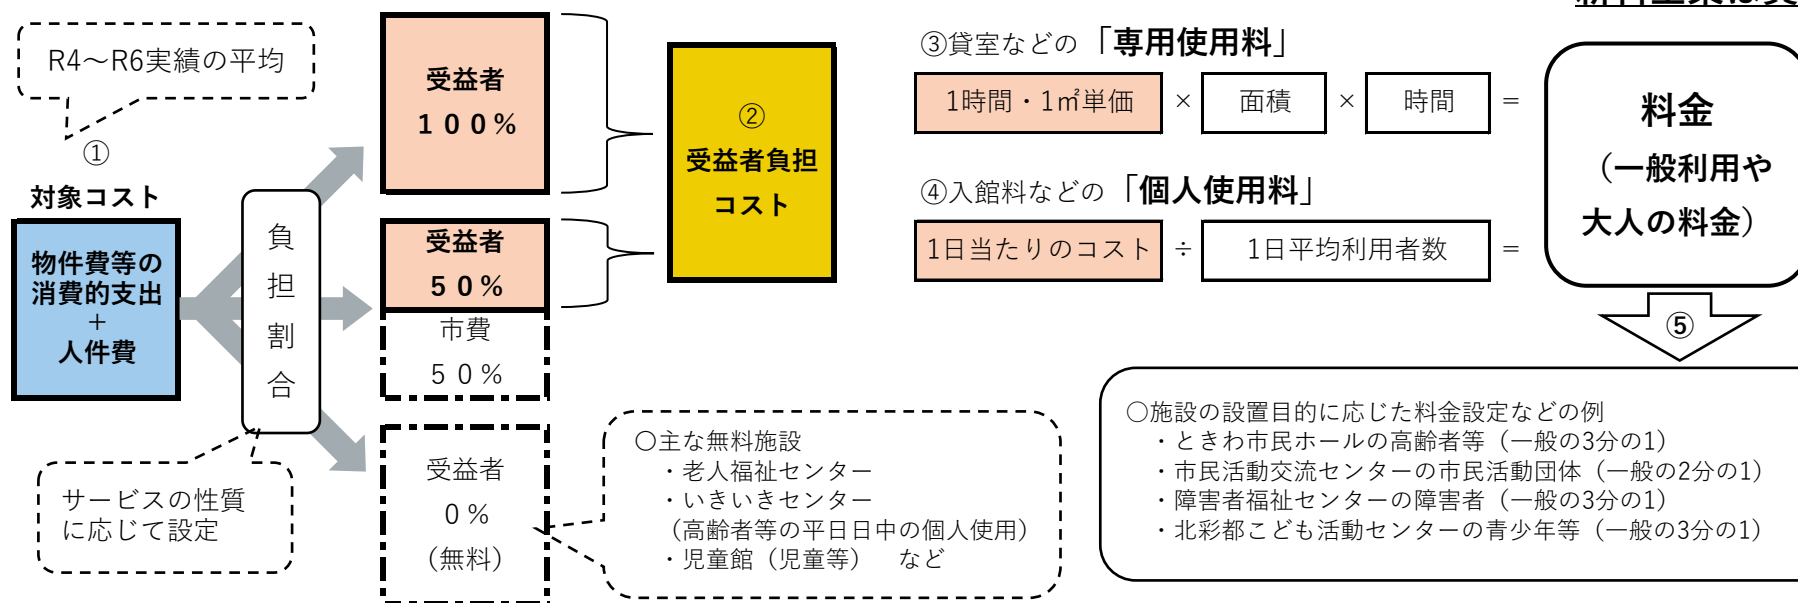 R4～R6実績の平均
①
対象コスト
物件費等の
消費的支出
＋
人件費
負
担
割
合
サービスの性質
に応じて設定
受益者
１００%
受益者
５０%
市費
５０%
受益者
０%
（無料）
②
受益者負担
コスト
〇主な無料施設
・老人福祉センター
・いきいきセンター
（高齢者等の平日日中の個人使用）
・児童館（児童等）　など
③貸室などの「専用使用料」
1時間・1㎡単価 × 面積 × 時間 ＝
④入館料などの「個人使用料」
1日当たりのコスト ÷ 1日平均利用者数 ＝
料金
（一般利用や
大人の料金）
⑤
〇施設の設置目的に応じた料金設定などの例
・ときわ市民ホールの高齢者等（一般の3分の1）
・市民活動交流センターの市民活動団体（一般の2分の1）
・障害者福祉センターの障害者（一般の3分の1）
・北彩都こども活動センターの青少年等（一般の3分の1）